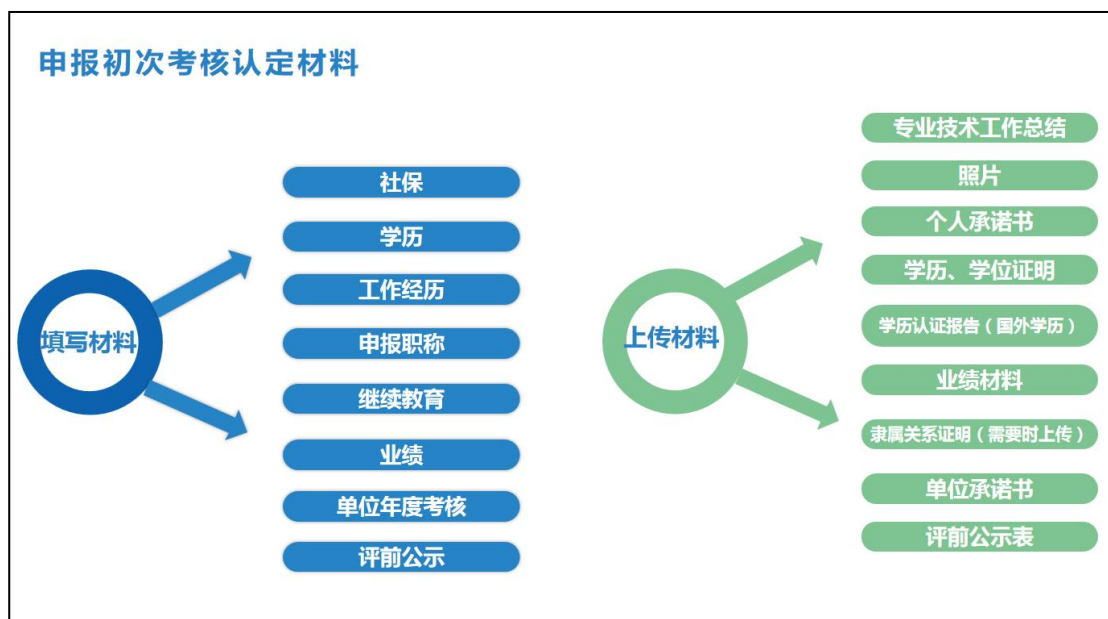 申报初次考核认定材料
填写材料
社保
学历
工作经历
申报职称
继续教育
业绩
单位年度考核
评前公示
上传材料
专业技术工作总结
照片
个人承诺书
学历、学位证明
学历认证报告（国外学历）
业绩材料
隶属关系证明（需要时上传）
单位承诺书
评前公示表